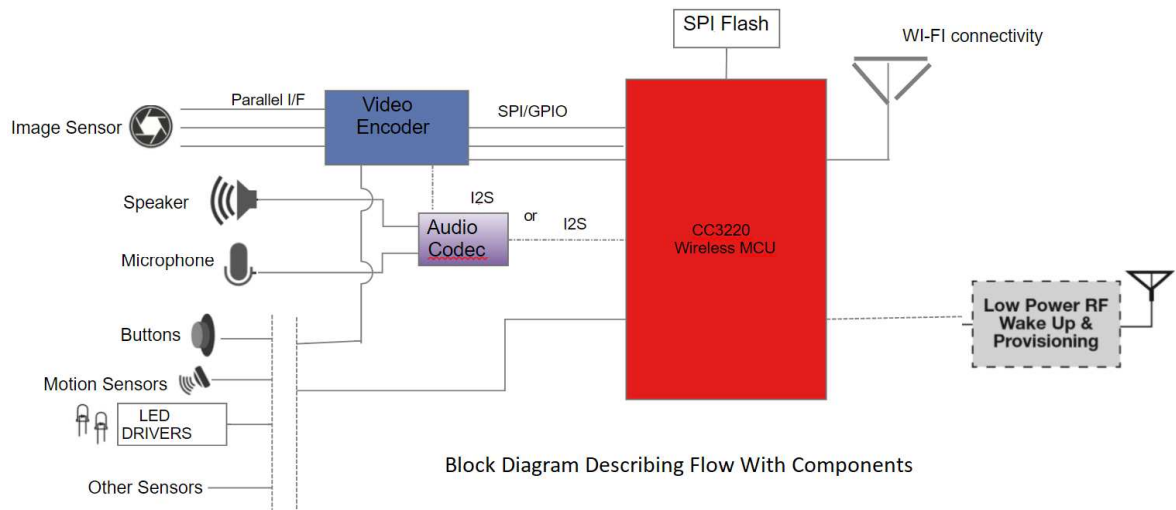 SPI Flash
WI-FI connectivity
Parallel I/F
Video
Encoder
SPI/GPIO
Image Sensor
Speaker
I2S
or
I2S
Audio
Codec
CC3220
Wireless MCU
Microphone
Low Power RF
Wake Up &
Provisioning
Buttons
Motion Sensors
LED
DRIVERS
Block Diagram Describing Flow With Components
Other Sensors